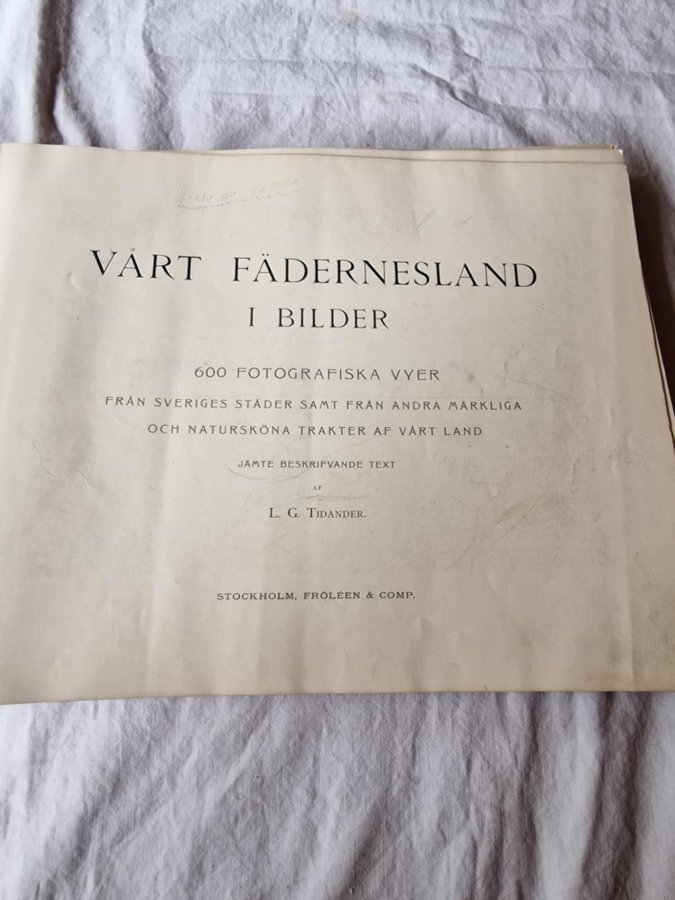 VÅRT FÄDERNESLAND
I BILDER
600 FOTOGRAFISKA VYER
FRÅN SVERIGES STÄDER SAMT FRÅN ANDRA MÄRKLIGA
OCH NATURSKÖNA TRAKTER AF VÅRT LAND
JÄMTE BESKRIFVANDE TEXT
AF
L. G. TIDANDER.
STOCKHOLM, FRÖLÉEN & COMP.